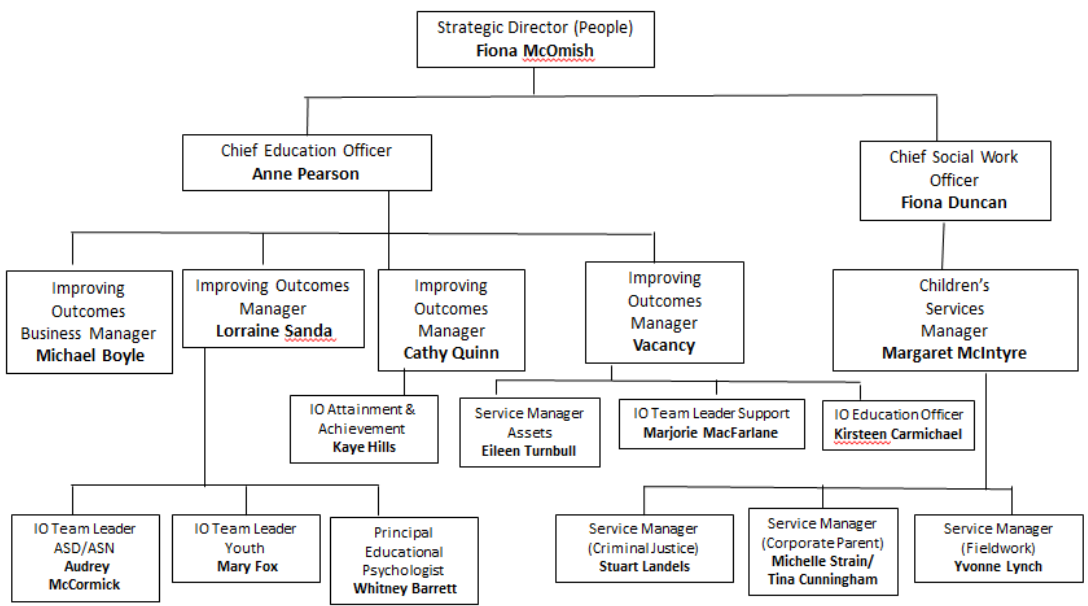 Strategic Director (People)
Fiona McOmish
Chief Education Officer
Anne Pearson
Chief Social Work
Officer
Fiona Duncan
Improving
Outcomes
Business Manager
Michael Boyle
Improving Outcomes
Manager
Lorraine Sanda
Improving
Outcomes
Manager
Cathy Quinn
Improving
Outcomes
Manager
Vacancy
Children's
Services
Manager
Margaret McIntyre
IO Attainment &
Achievement
Kaye Hills
Service Manager
Assets
Eileen Turnbull
IO Team Leader Support
Marjorie MacFarlane
IO Education Officer
Kirsteen Carmichael
IO Team Leader
ASD/ASN
Audrey
McCormick
IO Team Leader
Youth
Mary Fox
Principal
Educational
Psychologist
Whitney Barrett
Service Manager
(Criminal Justice)
Stuart Landels
Service Manager
(Corporate Parent)
Michelle Strain/
Tina Cunningham
Service Manager
(Fieldwork)
Yvonne Lynch